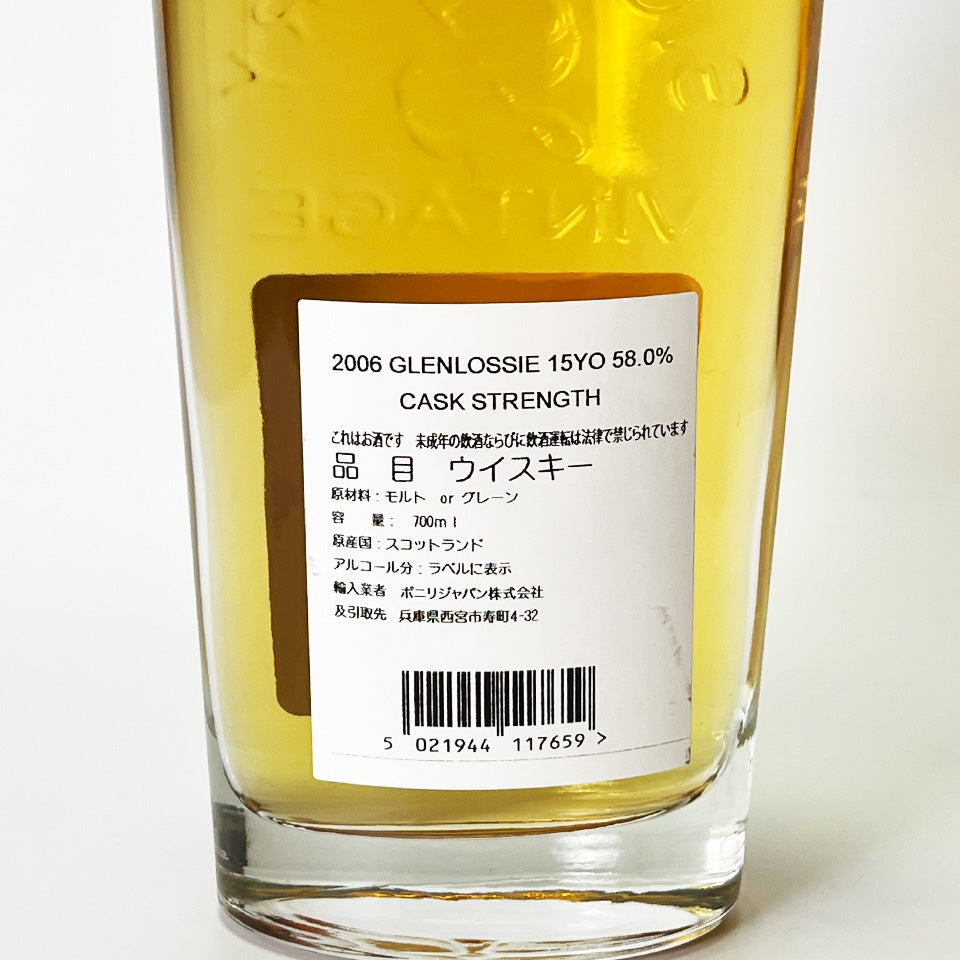 VINTAGE
2006 GLENLOSSIE 15YO 58.0%
CASK STRENGTH
これはお酒です 未成年の飲酒ならびに飲酒運転は法律で禁じられています
品 目 ウイスキー
原材料：モルト or グレーン
容 量： 700ml
原産国：スコットランド
アルコール分：ラベルに表示
輸入業者 ボニリジャパン株式会社
及引取先 兵庫県西宮市寿町4-32
5 021944 117659 >